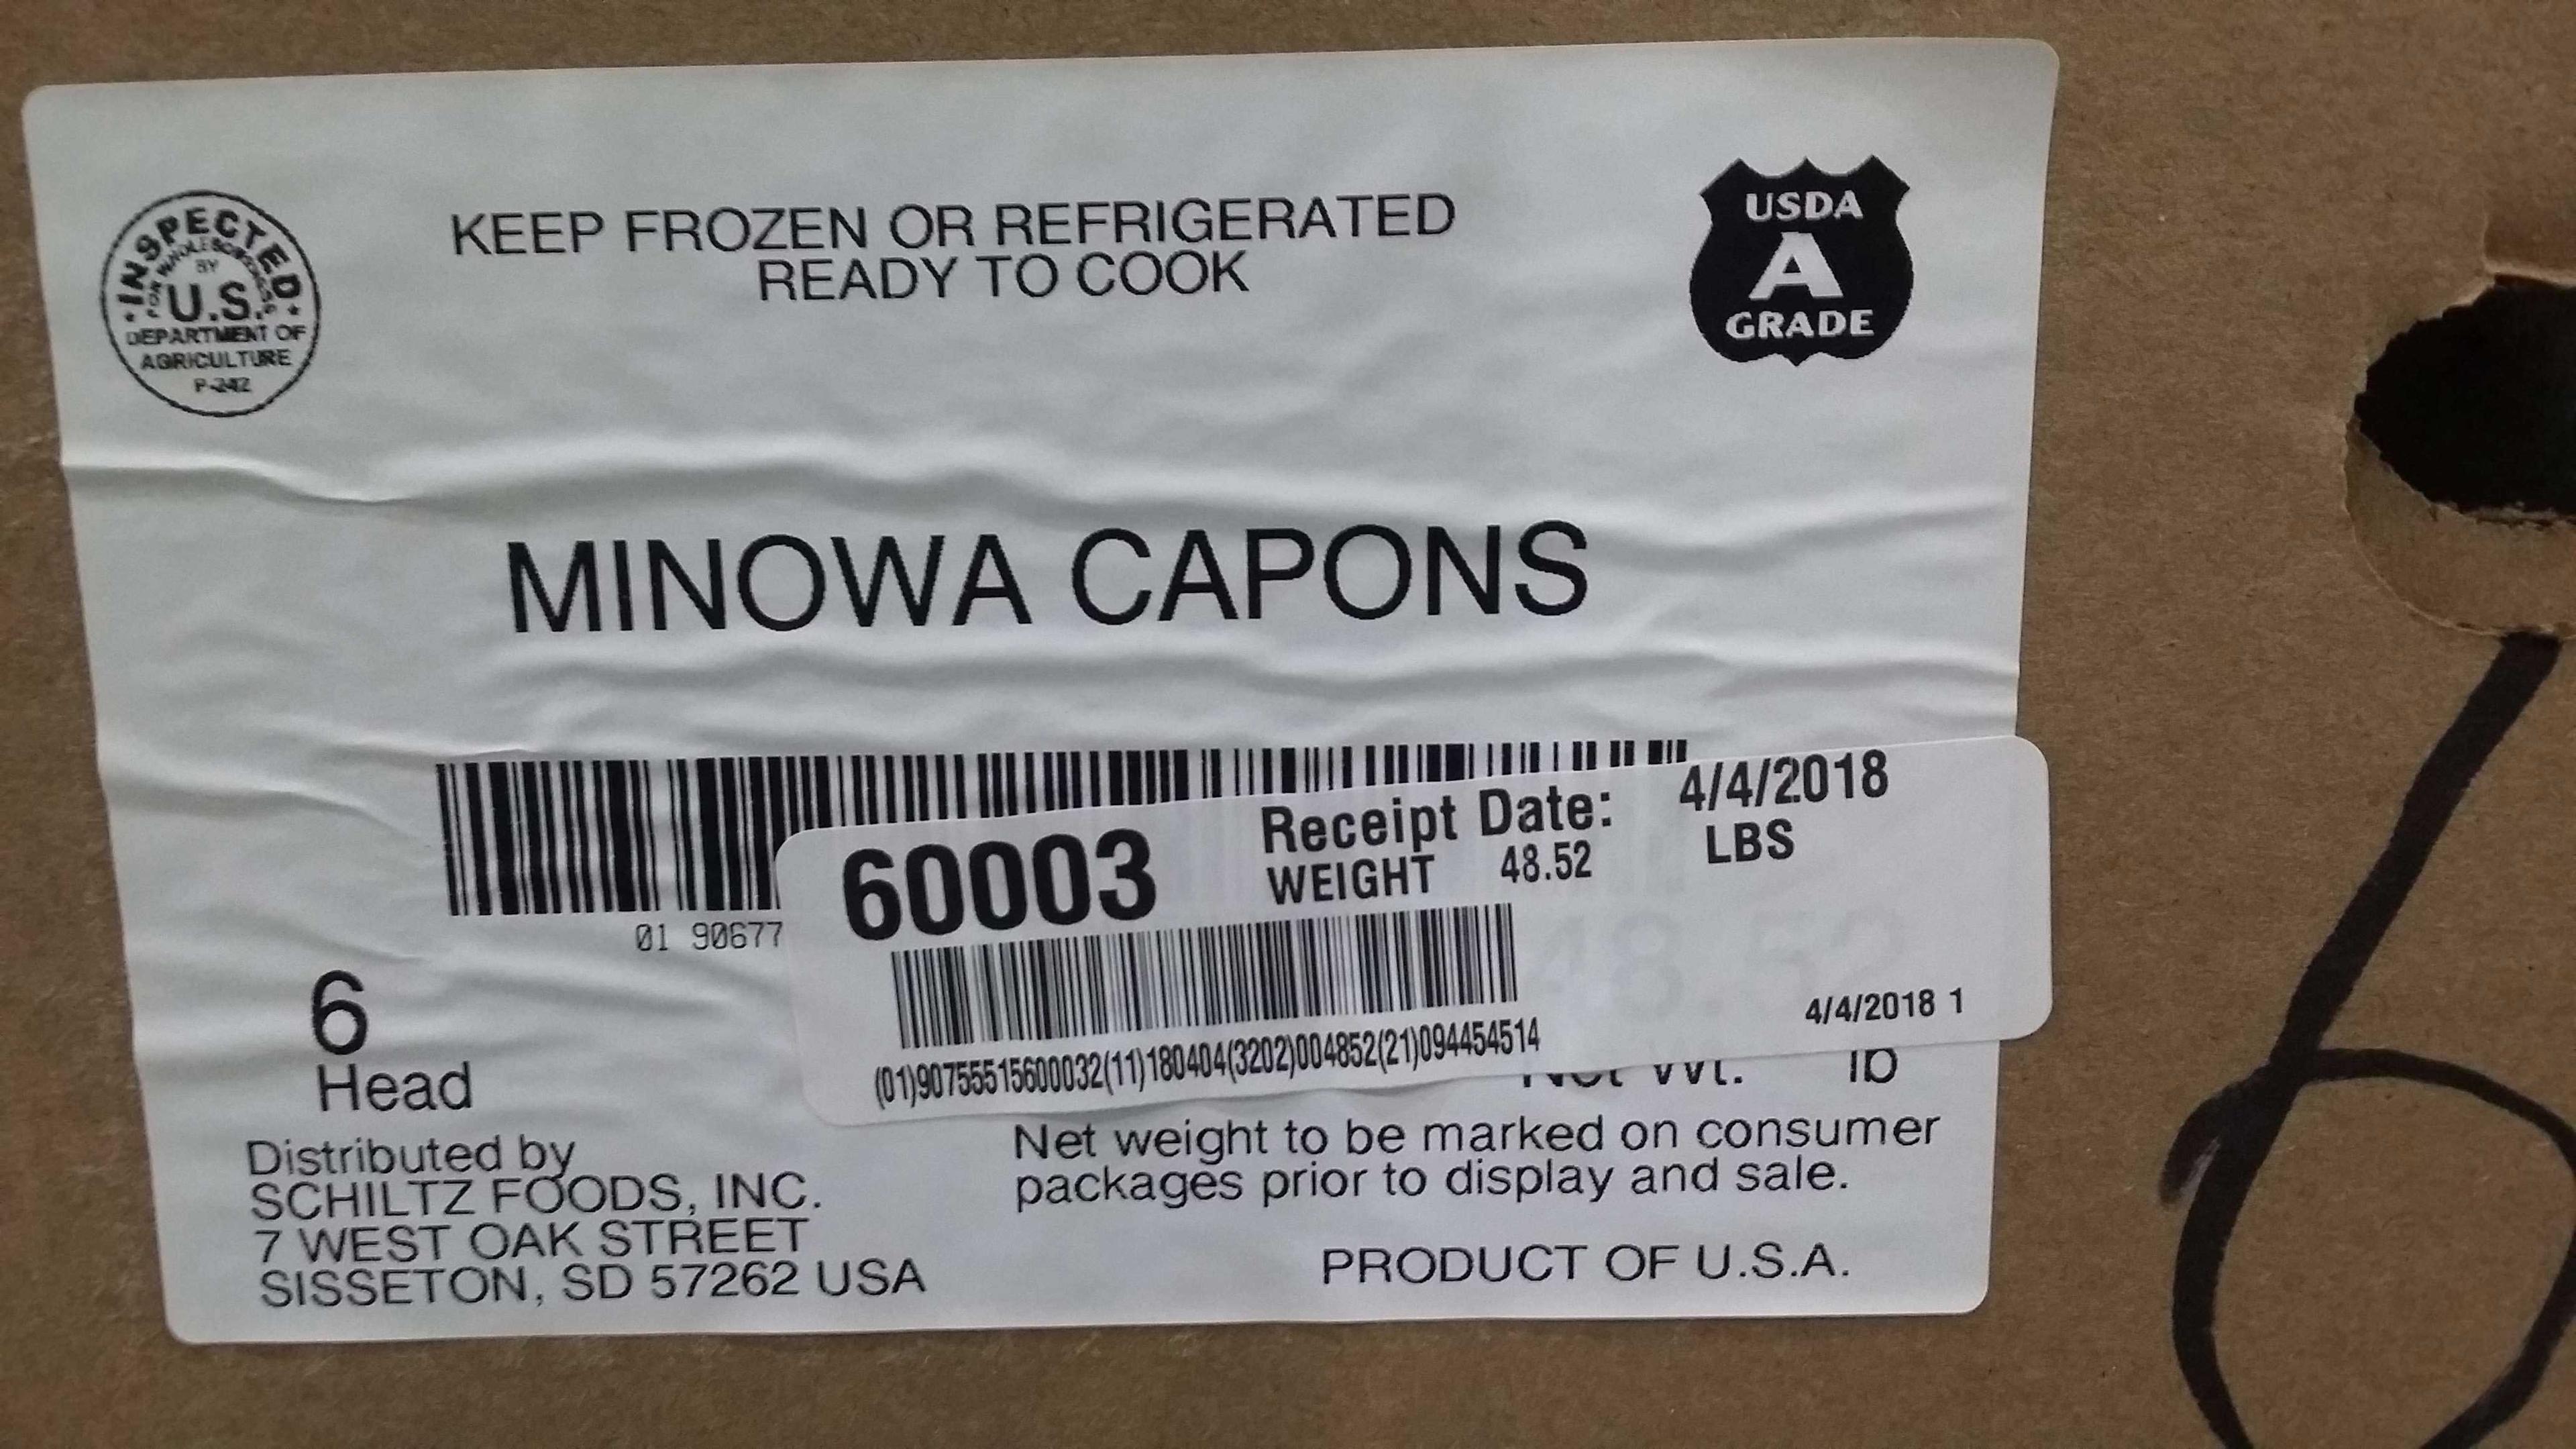 KEEP FROZEN OR REFRIGERATED
READY TO COOK
INSPECTED
FOR WHOLESOMENESS
BY
U.S.
DEPARTMENT OF
AGRICULTURE
P-242
USDA
A
GRADE
MINOWA CAPONS
01 90677
60003
Receipt Date: 4/4/2018
WEIGHT 48.52 LBS
48.52
(01)90755515600032(11)180404(3202)004852(21)094454514
4/4/2018 1
6
Head
Net Wt. lb
Distributed by
SCHILTZ FOODS, INC.
7 WEST OAK STREET
SISSETON, SD 57262 USA
Net weight to be marked on consumer
packages prior to display and sale.
PRODUCT OF U.S.A.
6